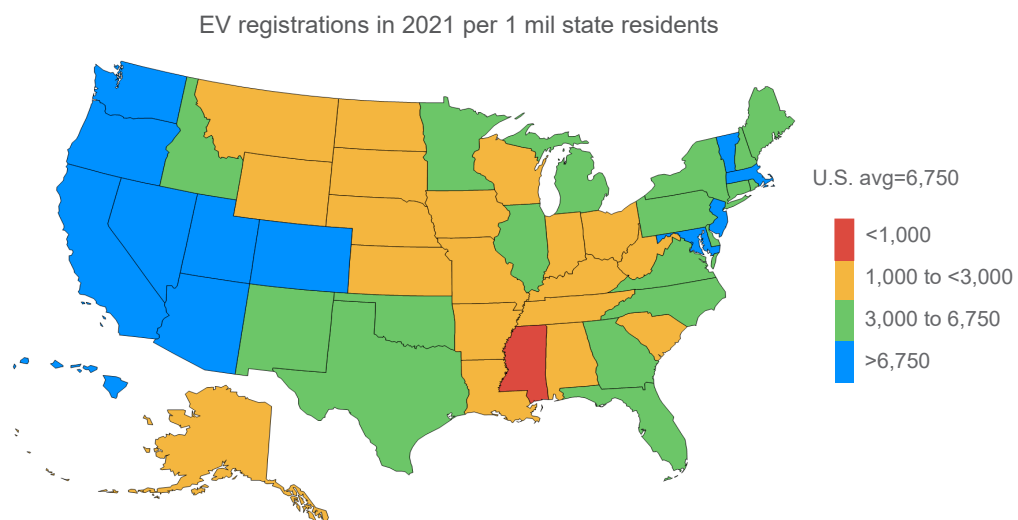 EV registrations in 2021 per 1 mil state residents
U.S. avg=6,750
<1,000
1,000 to <3,000
3,000 to 6,750
>6,750